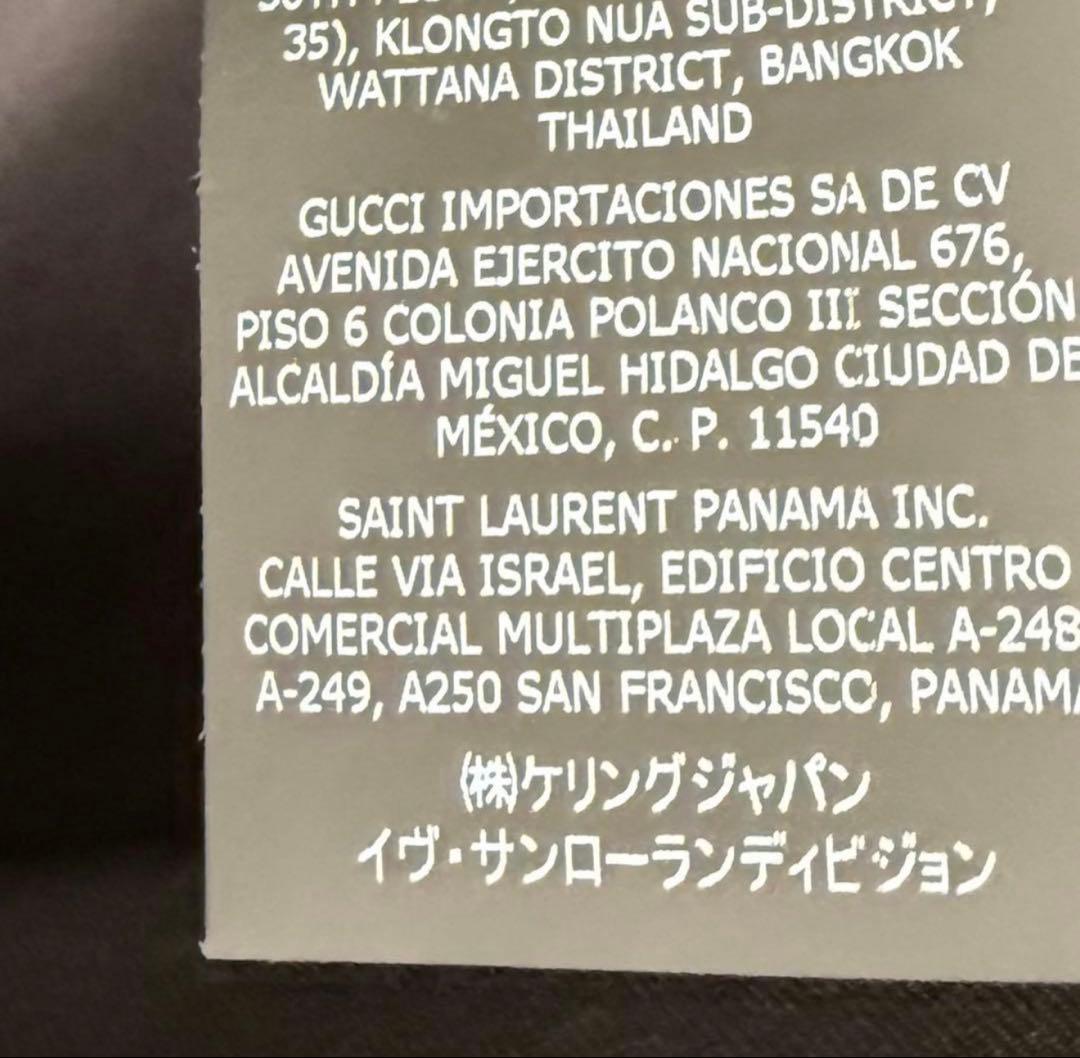 35), KLONGTO NUA SUB-DISTRICT,
WATTANA DISTRICT, BANGKOK
THAILAND
GUCCI IMPORTACIONES SA DE CV
AVENIDA EJERCITO NACIONAL 676,
PISO 6 COLONIA POLANCO III SECCIÓN
ALCALDÍA MIGUEL HIDALGO CIUDAD DE
MÉXICO, C. P. 11540
SAINT LAURENT PANAMA INC.
CALLE VIA ISRAEL, EDIFICIO CENTRO
COMERCIAL MULTIPLAZA LOCAL A-248
A-249, A250 SAN FRANCISCO, PANAMA
(株)ケリングジャパン
イヴ・サンローランディビジョン